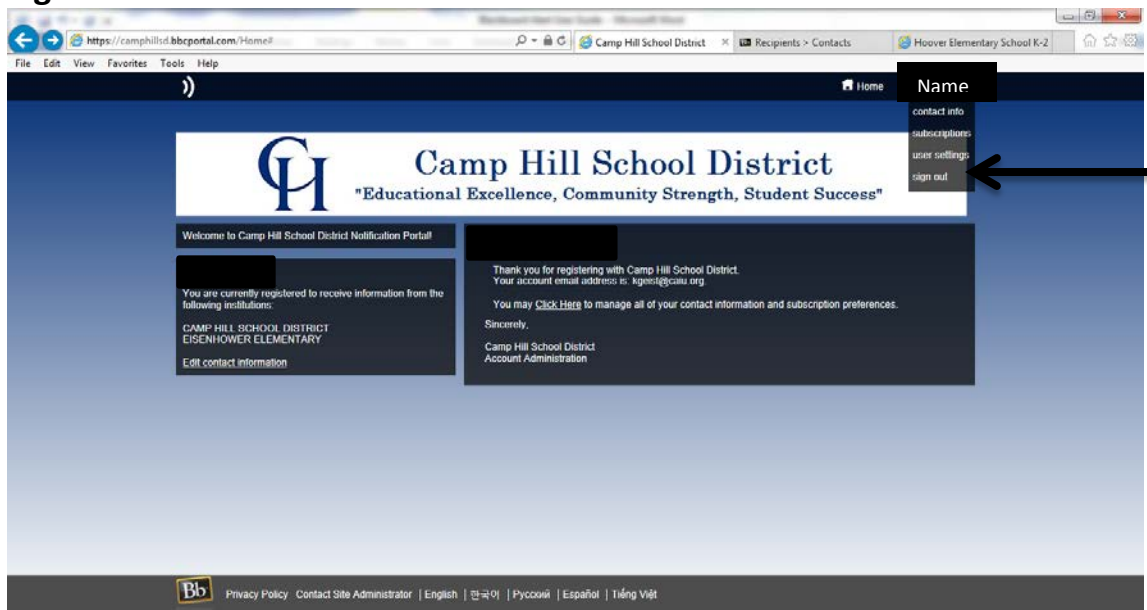 https://camphillsd.bbcportal.com/Home#
Camp Hill School District
Recipients > Contacts
Hoover Elementary School K-2
File Edit View Favorites Tools Help
Home
Name
contact info
subscriptions
user settings
sign out
CH
Camp Hill School District
"Educational Excellence, Community Strength, Student Success"
Welcome to Camp Hill School District Notification Portal!
You are currently registered to receive information from the
following institutions:
CAMP HILL SCHOOL DISTRICT
EISENHOWER ELEMENTARY
Edit contact information
Thank you for registering with Camp Hill School District.
Your account email address is: kgeist@caiu.org.
You may Click Here to manage all of your contact information and subscription preferences.
Sincerely,
Camp Hill School District
Account Administration
Bb
Privacy Policy Contact Site Administrator | English | 한국어 | Русский | Español | Tiếng Việt